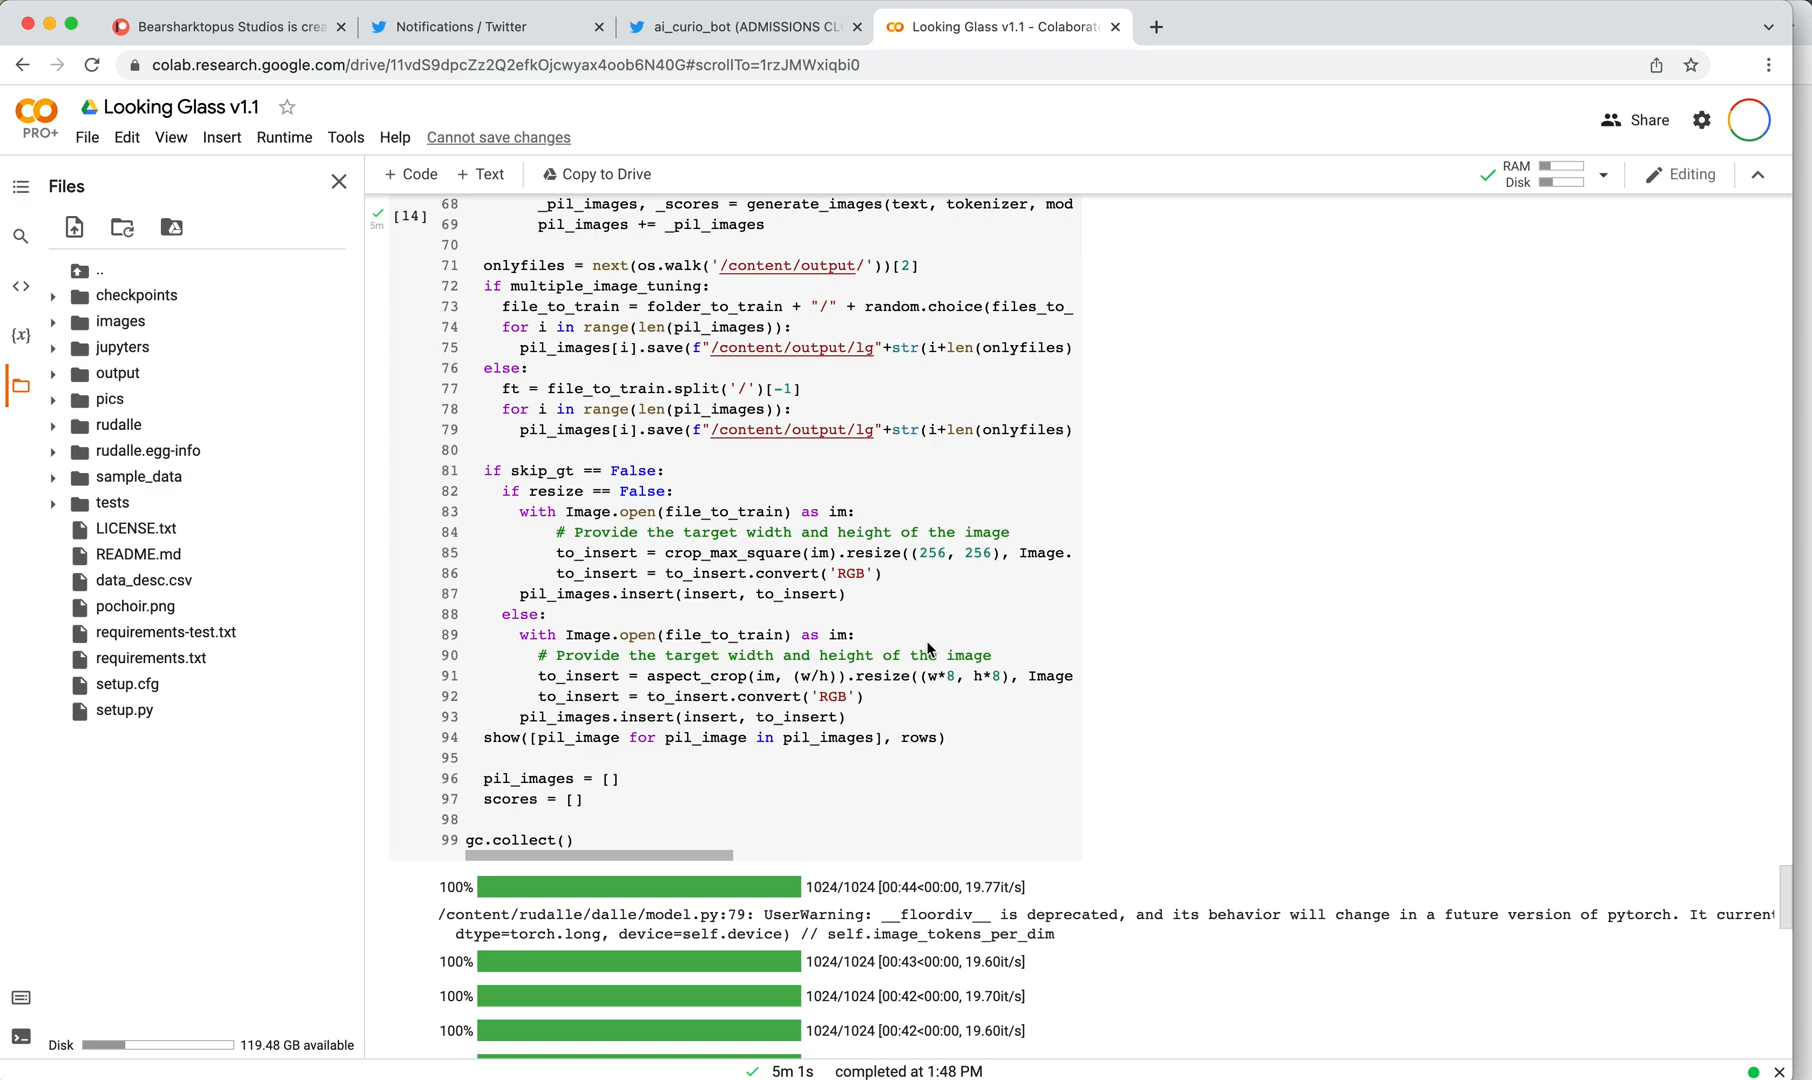 Bearsharktopus Studios is crea
Notifications / Twitter
ai_curio_bot (ADMISSIONS CL
Looking Glass v1.1 - Colaborato
colab.research.google.com/drive/11vdS9dpcZz2Q2efkOjcwyax4oob6N40G#scrollTo=1rzJMWxiqbi0
PRO+
Looking Glass v1.1
File Edit View Insert Runtime Tools Help Cannot save changes
Share
Files
+ Code + Text Copy to Drive
RAM
Disk
Editing
..
checkpoints
images
jupyters
output
pics
rudalle
rudalle.egg-info
sample_data
tests
LICENSE.txt
README.md
data_desc.csv
pochoir.png
requirements-test.txt
requirements.txt
setup.cfg
setup.py
Disk 119.48 GB available
5m
[14]
68 _pil_images, _scores = generate_images(text, tokenizer, mod
69 pil_images += _pil_images
70
71 onlyfiles = next(os.walk('/content/output/'))[2]
72 if multiple_image_tuning:
73 file_to_train = folder_to_train + "/" + random.choice(files_to_
74 for i in range(len(pil_images)):
75 pil_images[i].save(f"/content/output/lg"+str(i+len(onlyfiles)
76 else:
77 ft = file_to_train.split('/')[-1]
78 for i in range(len(pil_images)):
79 pil_images[i].save(f"/content/output/lg"+str(i+len(onlyfiles)
80
81 if skip_gt == False:
82 if resize == False:
83 with Image.open(file_to_train) as im:
84 # Provide the target width and height of the image
85 to_insert = crop_max_square(im).resize((256, 256), Image.
86 to_insert = to_insert.convert('RGB')
87 pil_images.insert(insert, to_insert)
88 else:
89 with Image.open(file_to_train) as im:
90 # Provide the target width and height of the image
91 to_insert = aspect_crop(im, (w/h)).resize((w*8, h*8), Image
92 to_insert = to_insert.convert('RGB')
93 pil_images.insert(insert, to_insert)
94 show([pil_image for pil_image in pil_images], rows)
95
96 pil_images = []
97 scores = []
98
99 gc.collect()
100% 1024/1024 [00:44<00:00, 19.77it/s]
/content/rudalle/dalle/model.py:79: UserWarning: __floordiv__ is deprecated, and its behavior will change in a future version of pytorch. It current
dtype=torch.long, device=self.device) // self.image_tokens_per_dim
100% 1024/1024 [00:43<00:00, 19.60it/s]
100% 1024/1024 [00:42<00:00, 19.70it/s]
100% 1024/1024 [00:42<00:00, 19.60it/s]
5m 1s completed at 1:48 PM